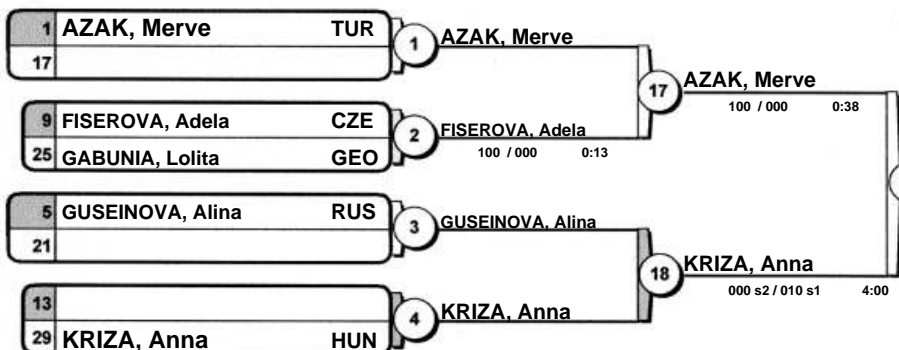 1 AZAK, Merve TUR
17
1
AZAK, Merve
9 FISEROVA, Adela CZE
25 GABUNIA, Lolita GEO
2
FISEROVA, Adela
100 / 000 0:13
17
AZAK, Merve
100 / 000 0:38
5 GUSEINOVA, Alina RUS
21
3
GUSEINOVA, Alina
13
29 KRIZA, Anna HUN
4
KRIZA, Anna
18
KRIZA, Anna
000 s2 / 010 s1 4:00